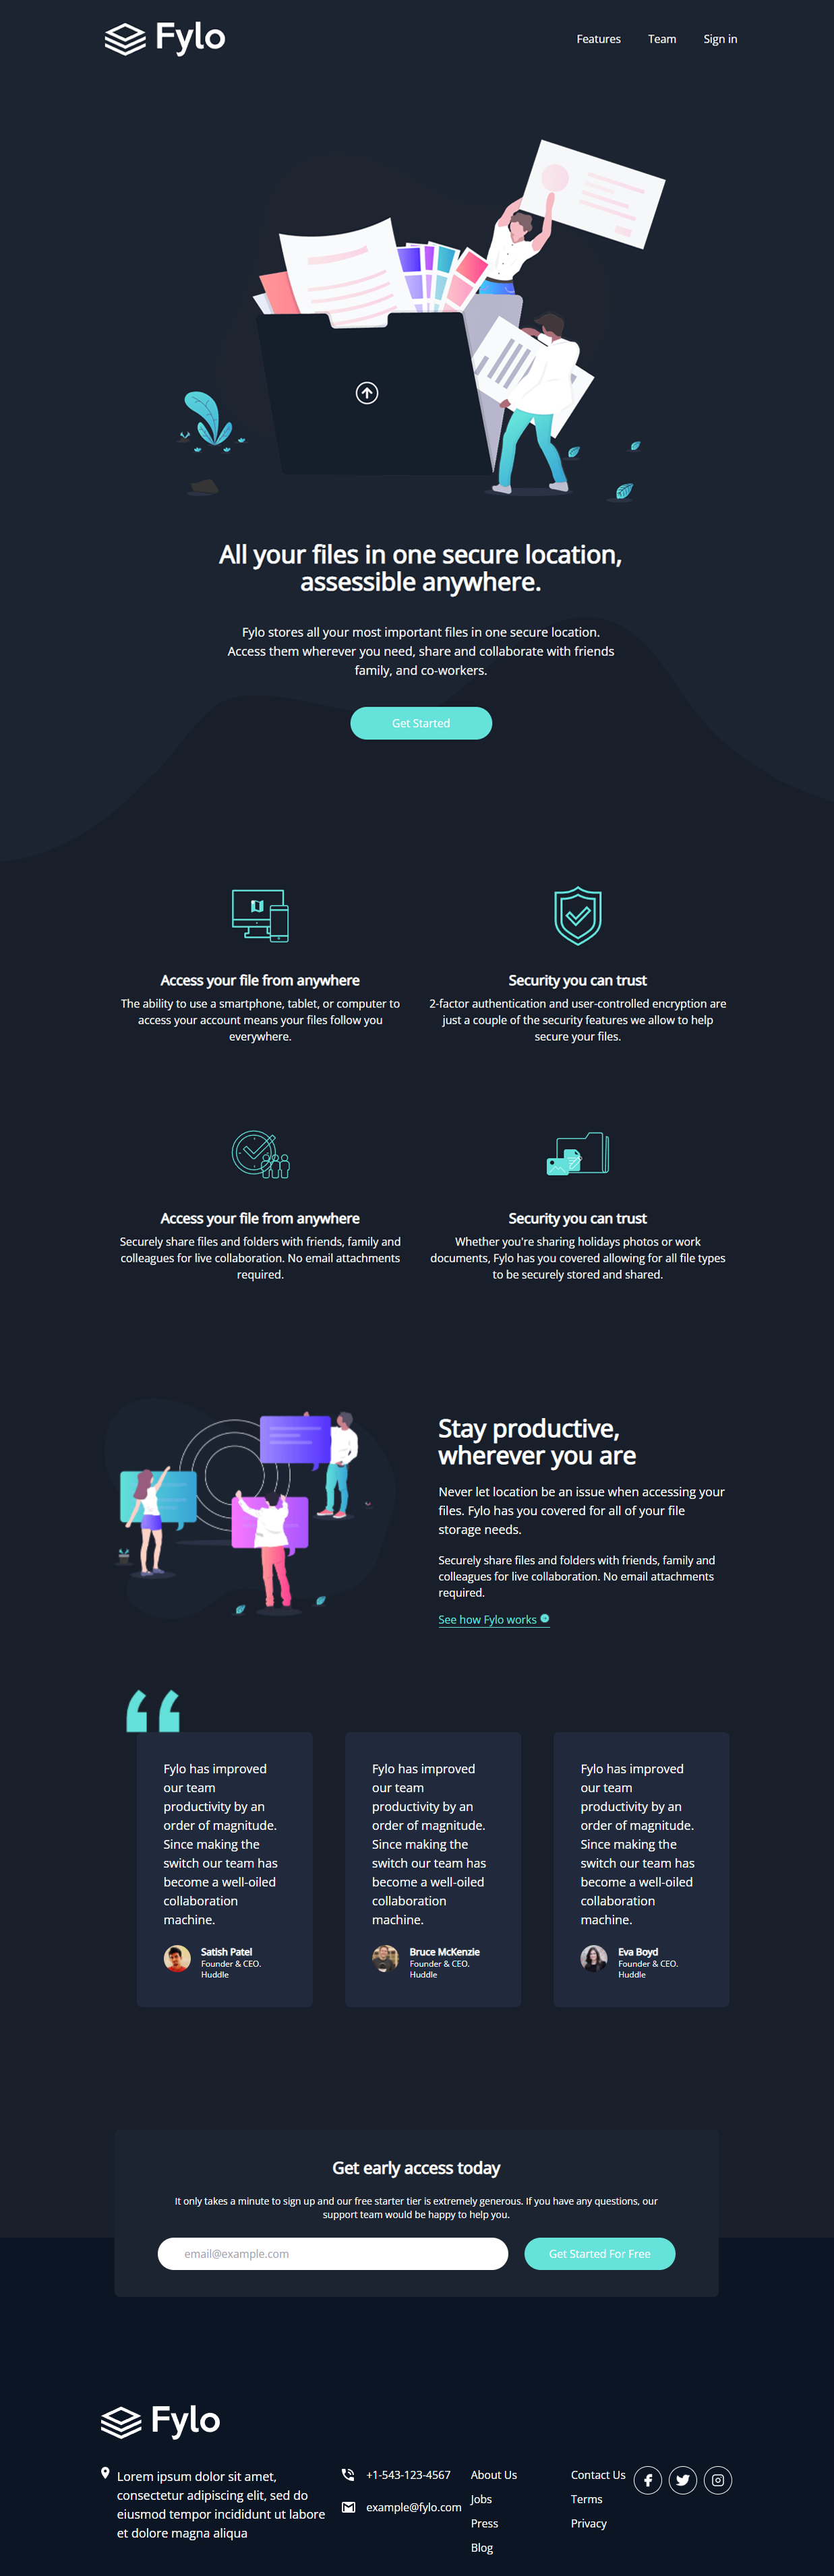 Fylo
Features
Team
Sign in
All your files in one secure location,
assessible anywhere.
Fylo stores all your most important files in one secure location.
Access them wherever you need, share and collaborate with friends
family, and co-workers.
Get Started
Access your file from anywhere
The ability to use a smartphone, tablet, or computer to
access your account means your files follow you
everywhere.
Security you can trust
2-factor authentication and user-controlled encryption are
just a couple of the security features we allow to help
secure your files.
Access your file from anywhere
Securely share files and folders with friends, family and
colleagues for live collaboration. No email attachments
required.
Security you can trust
Whether you're sharing holidays photos or work
documents, Fylo has you covered allowing for all file types
to be securely stored and shared.
Stay productive,
wherever you are
Never let location be an issue when accessing your
files. Fylo has you covered for all of your file
storage needs.
Securely share files and folders with friends, family and
colleagues for live collaboration. No email attachments
required.
See how Fylo works
Fylo has improved
our team
productivity by an
order of magnitude.
Since making the
switch our team has
become a well-oiled
collaboration
machine.
Satish Patel
Founder & CEO.
Huddle
Fylo has improved
our team
productivity by an
order of magnitude.
Since making the
switch our team has
become a well-oiled
collaboration
machine.
Bruce McKenzie
Founder & CEO.
Huddle
Fylo has improved
our team
productivity by an
order of magnitude.
Since making the
switch our team has
become a well-oiled
collaboration
machine.
Eva Boyd
Founder & CEO.
Huddle
Get early access today
It only takes a minute to sign up and our free starter tier is extremely generous. If you have any questions, our
support team would be happy to help you.
email@example.com
Get Started For Free
Fylo
Lorem ipsum dolor sit amet,
consectetur adipiscing elit, sed do
eiusmod tempor incididunt ut labore
et dolore magna aliqua
+1-543-123-4567
example@fylo.com
About Us
Jobs
Press
Blog
Contact Us
Terms
Privacy